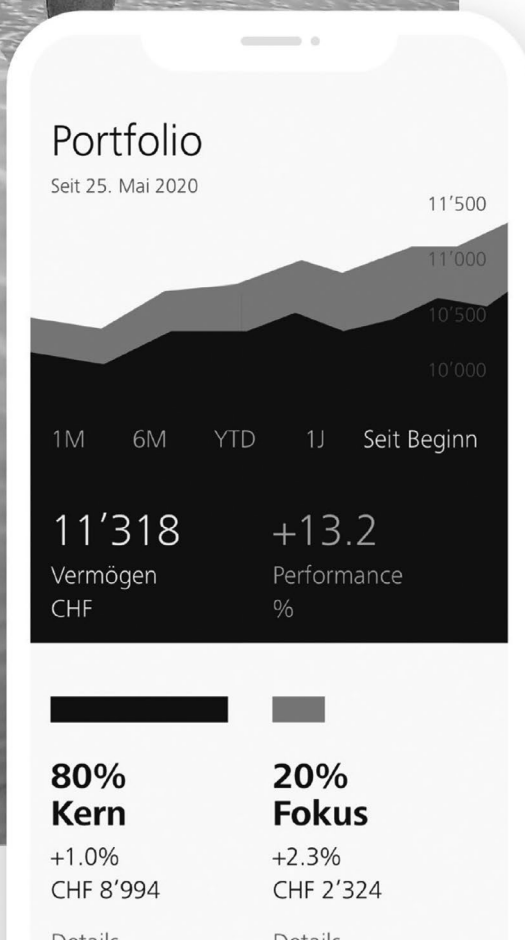 Portfolio
Seit 25. Mai 2020
11’500
11’000
10’500
10’000
1M 6M YTD 1J Seit Beginn
11’318 +13.2
Vermögen Performance
CHF %
80% 20%
Kern Fokus
+1.0% +2.3%
CHF 8’994 CHF 2’324
Details Details